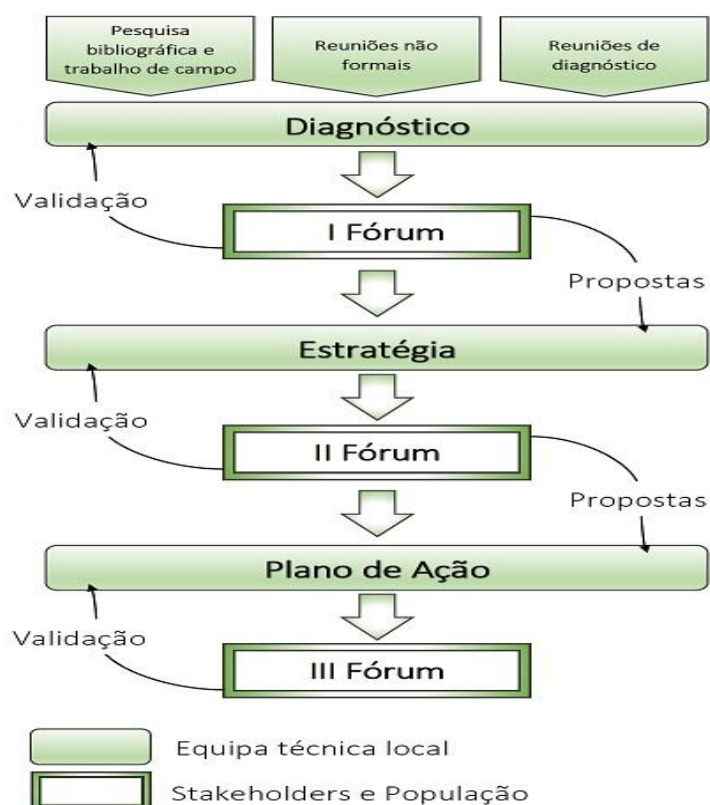 Pesquisa
bibliográfica e
trabalho de campo
Reuniões não
formais
Reuniões de
diagnóstico
Diagnóstico
Validação
I Fórum
Propostas
Estratégia
Validação
II Fórum
Propostas
Plano de Ação
Validação
III Fórum
Equipa técnica local
Stakeholders e População